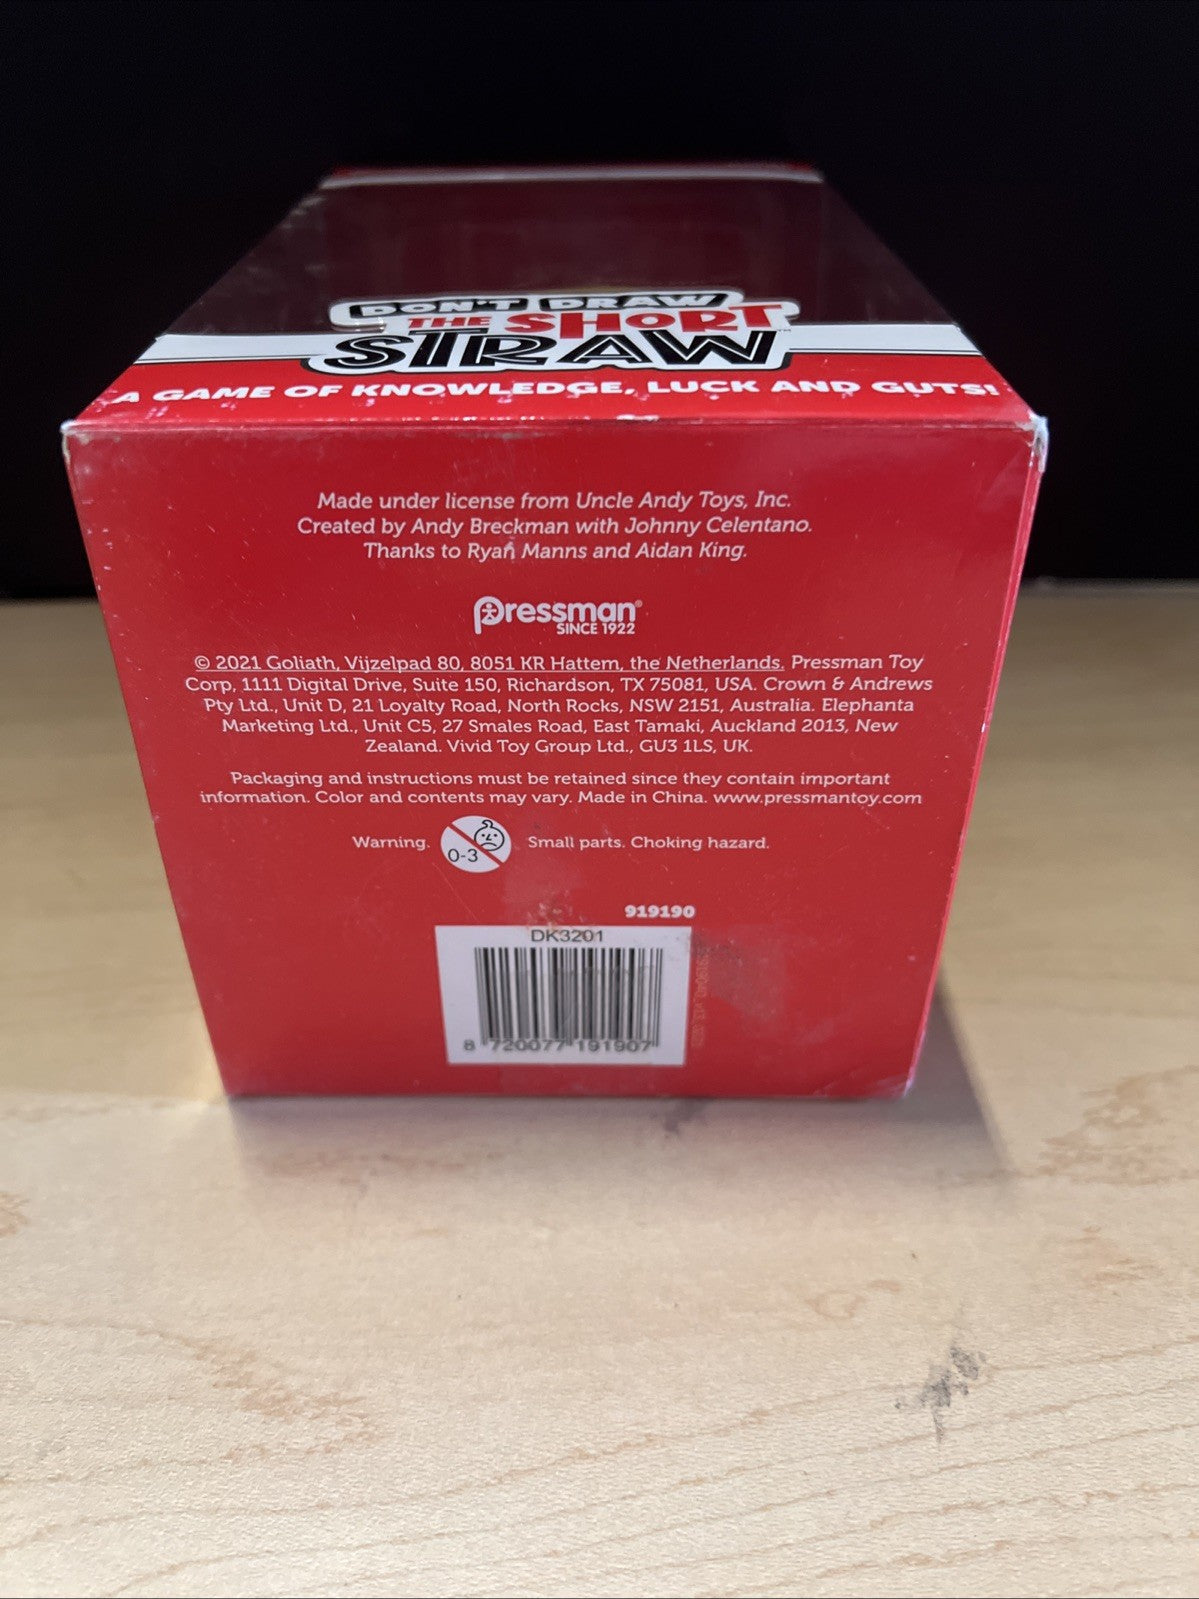 DON'T DRAW
THE SHORT
STRAW™
A GAME OF KNOWLEDGE, LUCK AND GUTS!
Made under license from Uncle Andy Toys, Inc.
Created by Andy Breckman with Johnny Celentano.
Thanks to Ryan Manns and Aidan King.
Pressman®
SINCE 1922
© 2021 Goliath, Vijzelpad 80, 8051 KR Hattem, the Netherlands. Pressman Toy
Corp, 1111 Digital Drive, Suite 150, Richardson, TX 75081, USA. Crown & Andrews
Pty Ltd., Unit D, 21 Loyalty Road, North Rocks, NSW 2151, Australia. Elephanta
Marketing Ltd., Unit C5, 27 Smales Road, East Tamaki, Auckland 2013, New
Zealand. Vivid Toy Group Ltd., GU3 1LS, UK.
Packaging and instructions must be retained since they contain important
information. Color and contents may vary. Made in China. www.pressmantoy.com
Warning. 0-3 Small parts. Choking hazard.
919190
DK3201
8 720077 191907